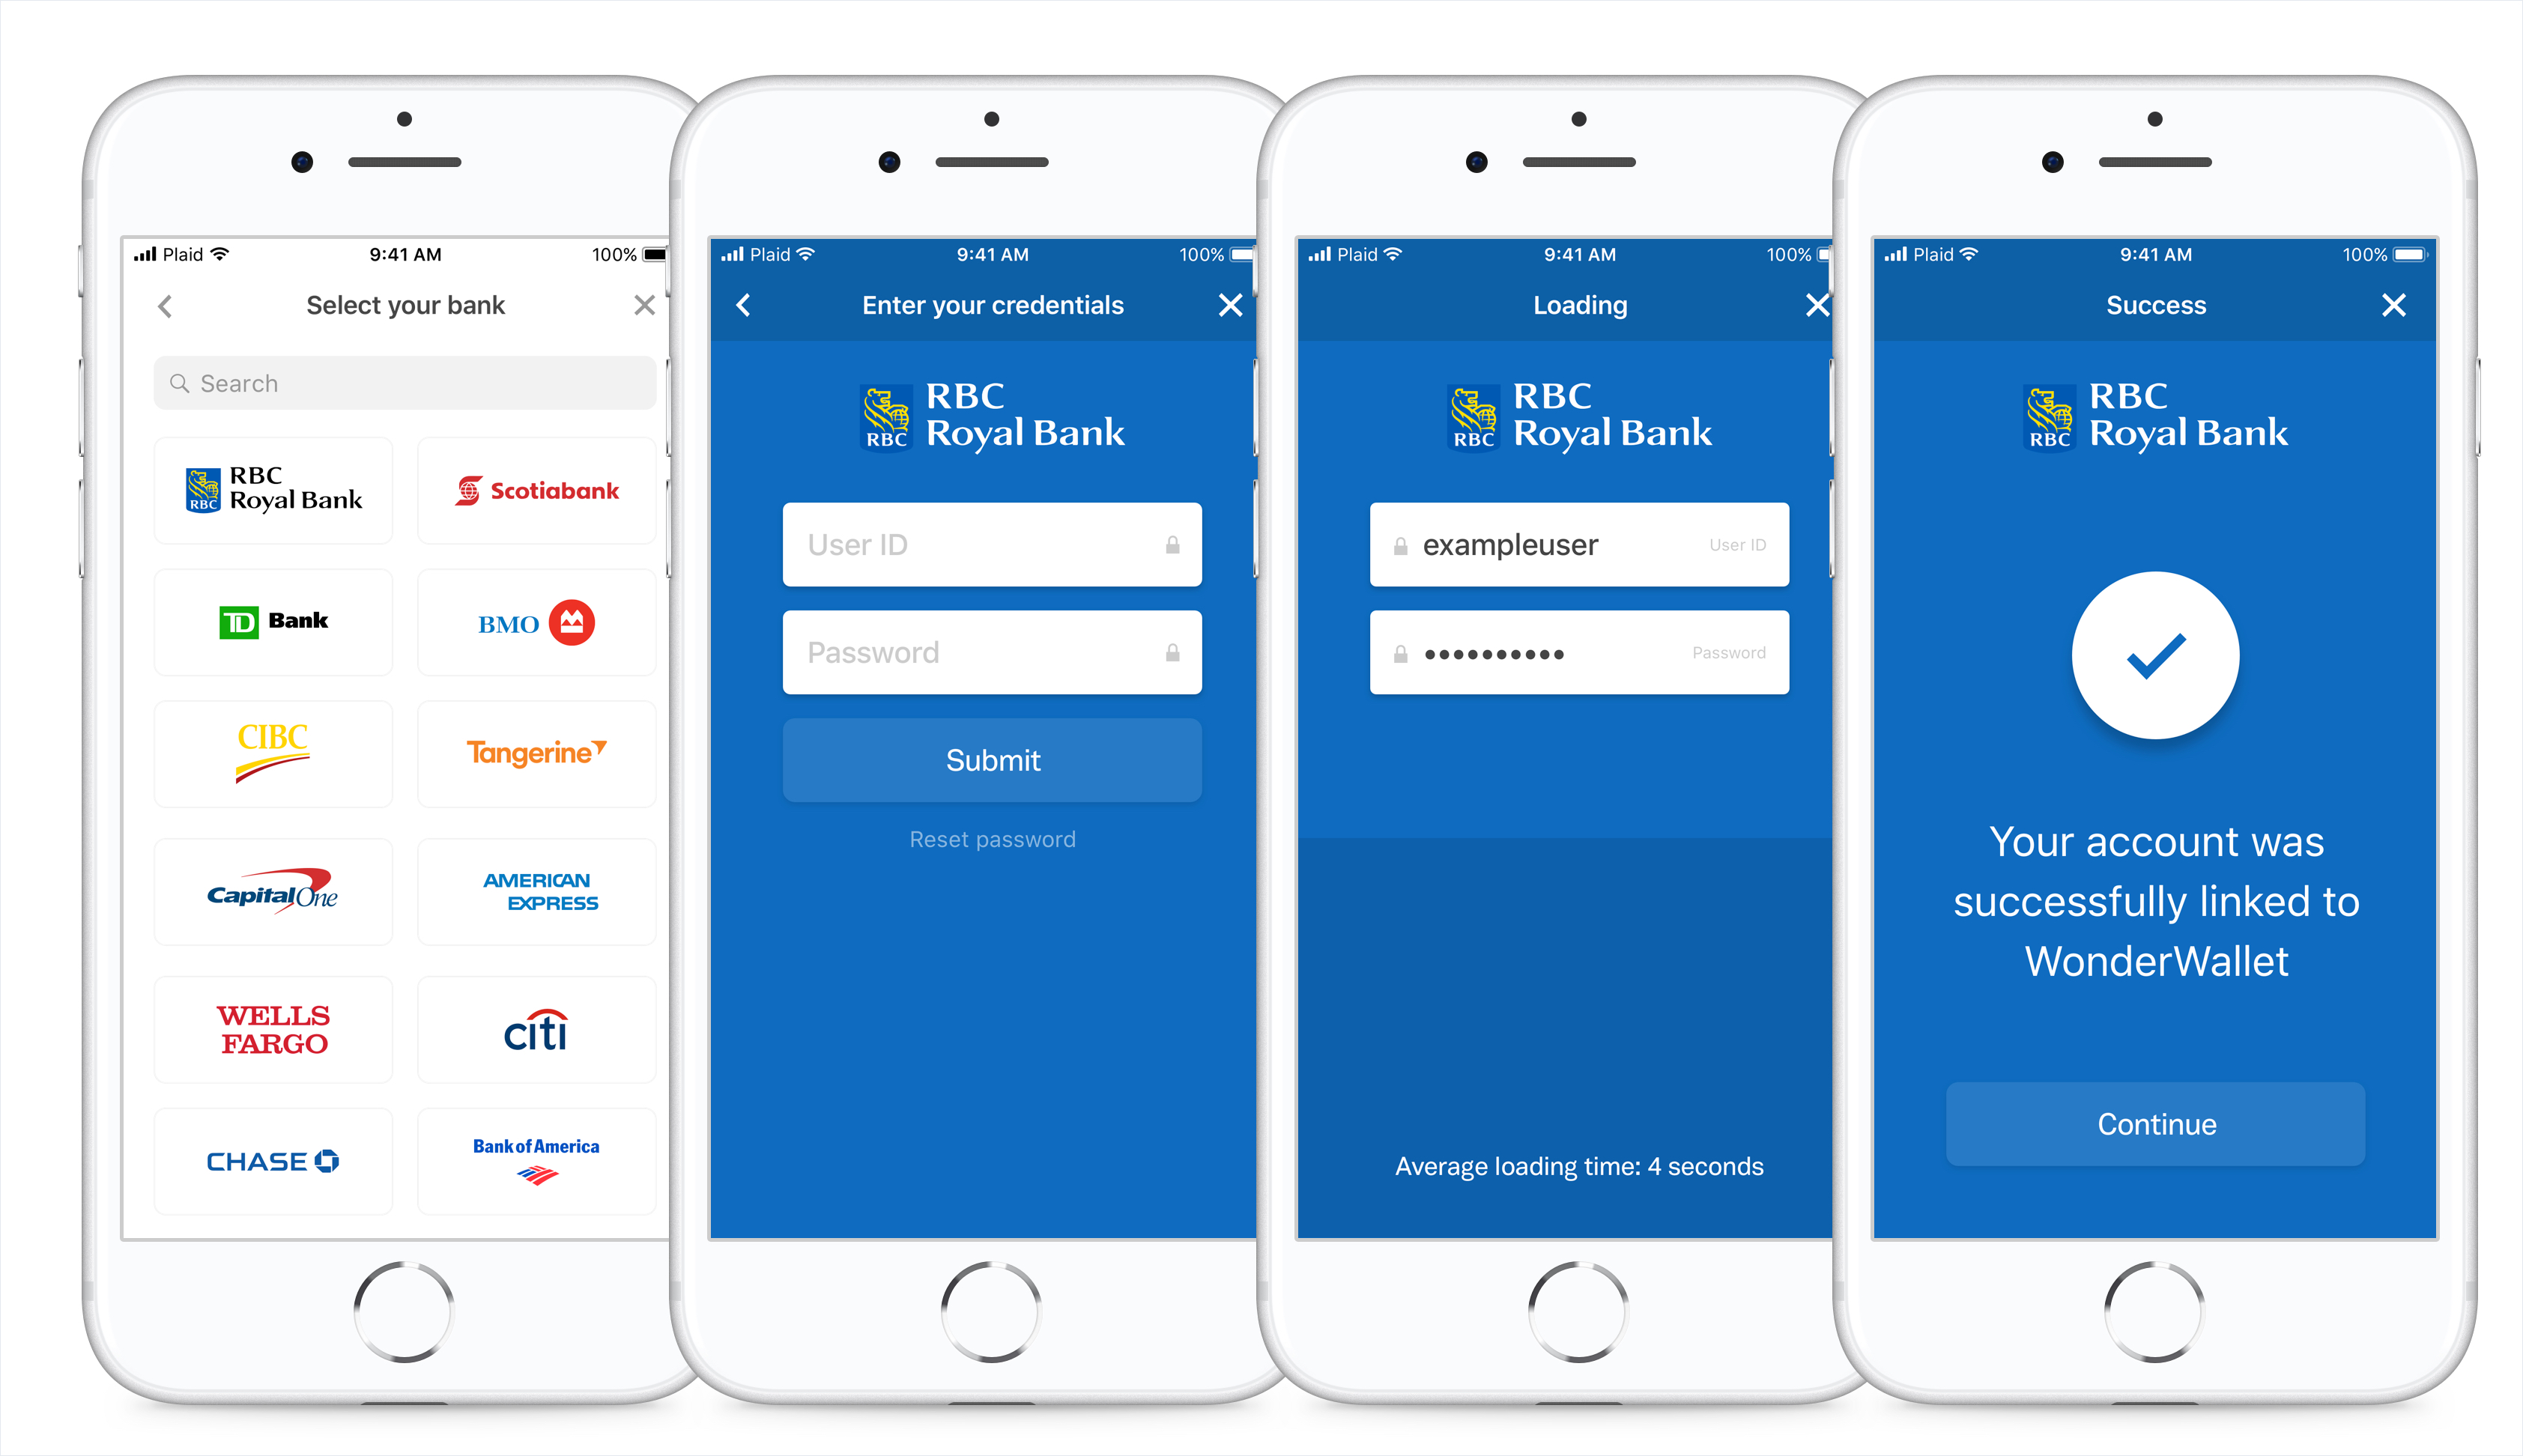 Plaid 9:41 AM 100%
Select your bank
Search
RBC
RBC
Royal Bank
Scotiabank
TD Bank
BMO
CIBC
Tangerine
Capital One
AMERICAN
EXPRESS
WELLS
FARGO
citi
CHASE
Bank of America
Plaid 9:41 AM 100%
Enter your credentials
RBC
RBC
Royal Bank
User ID
Password
Submit
Reset password
Plaid 9:41 AM 100%
Loading
RBC
RBC
Royal Bank
exampleuser User ID
•••••••••• Password
Average loading time: 4 seconds
Plaid 9:41 AM 100%
Success
RBC
RBC
Royal Bank
Your account was
successfully linked to
WonderWallet
Continue